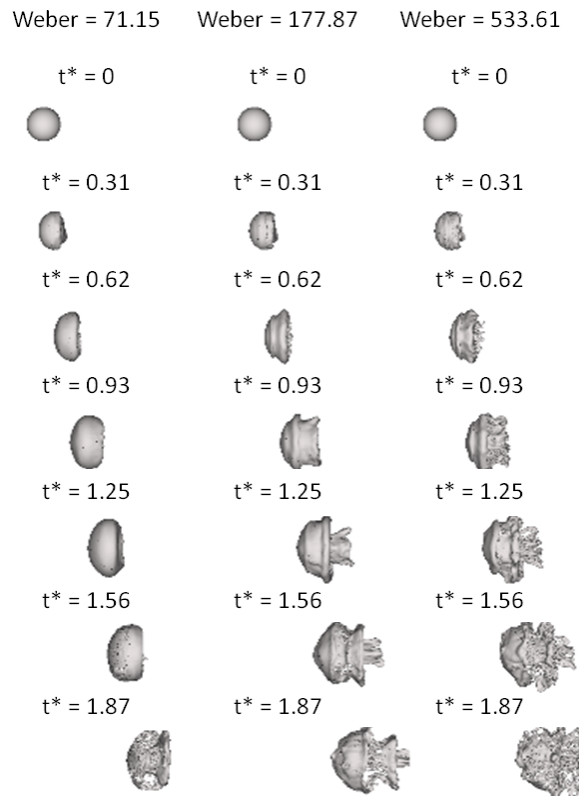 Weber = 71.15 Weber = 177.87 Weber = 533.61
t* = 0 t* = 0 t* = 0
t* = 0.31 t* = 0.31 t* = 0.31
t* = 0.62 t* = 0.62 t* = 0.62
t* = 0.93 t* = 0.93 t* = 0.93
t* = 1.25 t* = 1.25 t* = 1.25
t* = 1.56 t* = 1.56 t* = 1.56
t* = 1.87 t* = 1.87 t* = 1.87